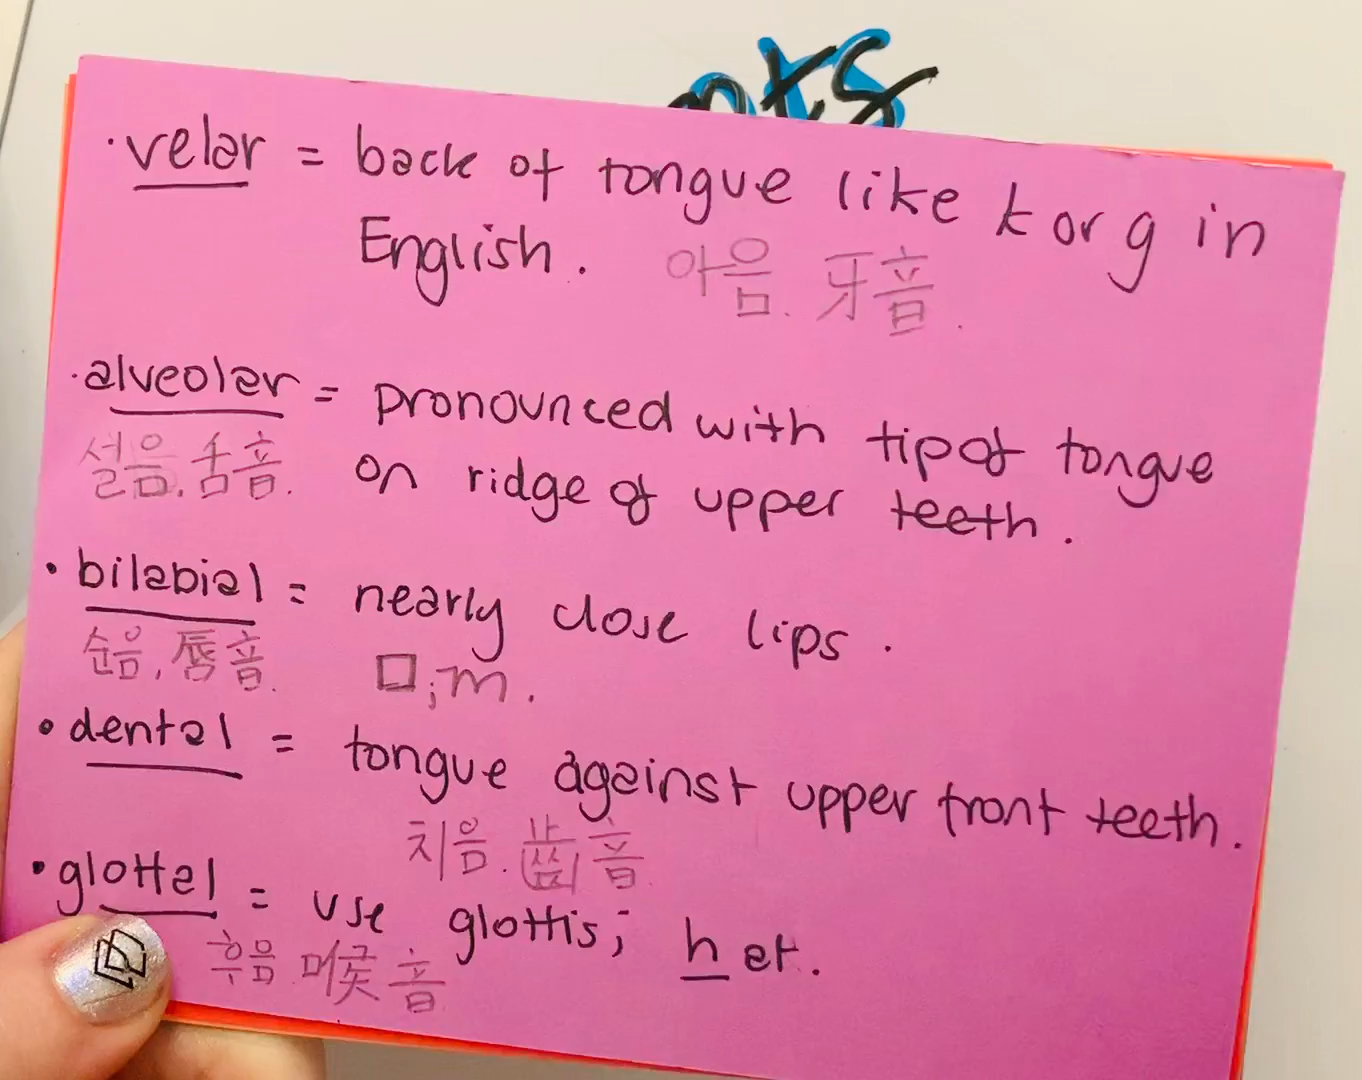 · velar = back of tongue like k or g in
English. 아음. 牙音.
· alveolar = pronounced with tip of tongue
설음. 舌音. on ridge of upper teeth.
• bilabial = nearly close lips.
순음. 脣音. ㅁ; m.
• dental = tongue against upper front teeth.
치음. 齒音
• glottal = use glottis; hat.
후음 喉音